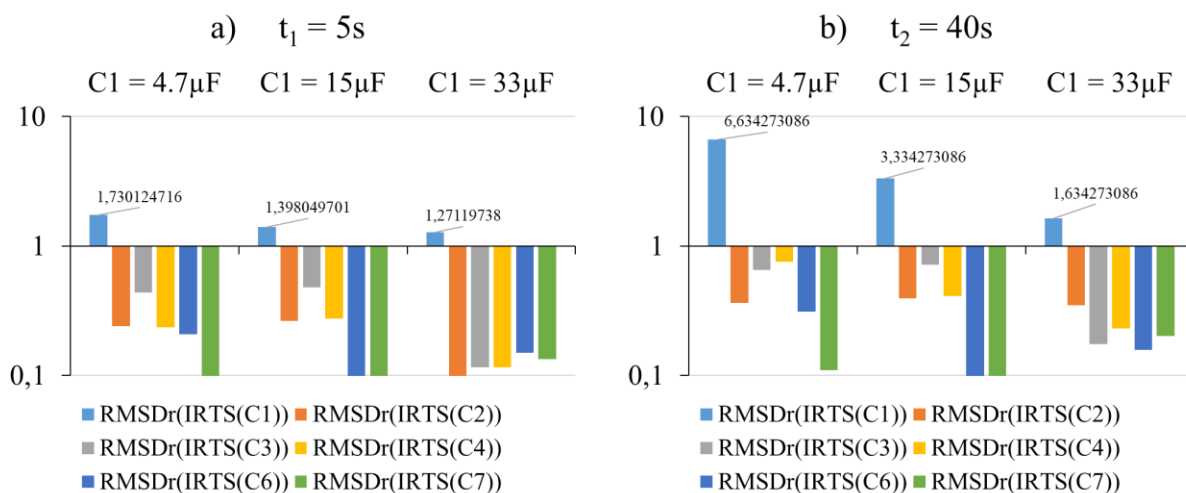 a) t₁ = 5s
C1 = 4.7µF C1 = 15µF C1 = 33µF
10
1,730124716
1,398049701
1,27119738
1
0,1
RMSDr(IRTS(C1)) RMSDr(IRTS(C2))
RMSDr(IRTS(C3)) RMSDr(IRTS(C4))
RMSDr(IRTS(C6)) RMSDr(IRTS(C7))
b) t₂ = 40s
C1 = 4.7µF C1 = 15µF C1 = 33µF
10
6,634273086
3,334273086
1,634273086
1
0,1
RMSDr(IRTS(C1)) RMSDr(IRTS(C2))
RMSDr(IRTS(C3)) RMSDr(IRTS(C4))
RMSDr(IRTS(C6)) RMSDr(IRTS(C7))